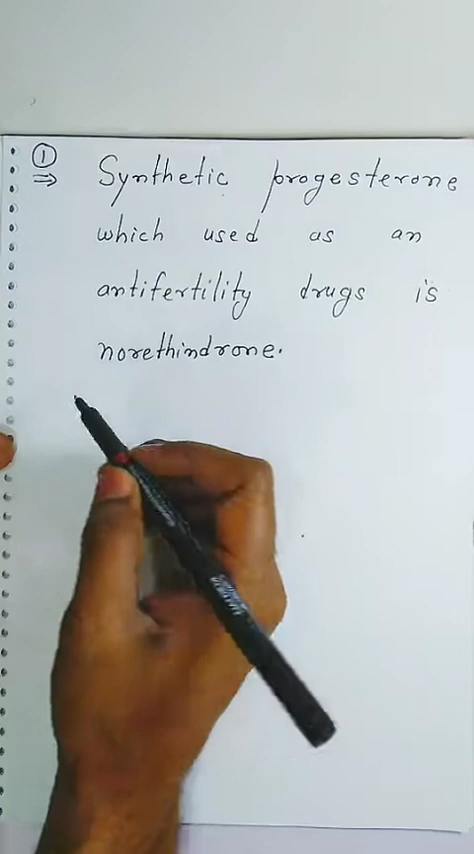 ① Synthetic progesterone
⇒ which used as an
antifertility drugs is
norethindrone.